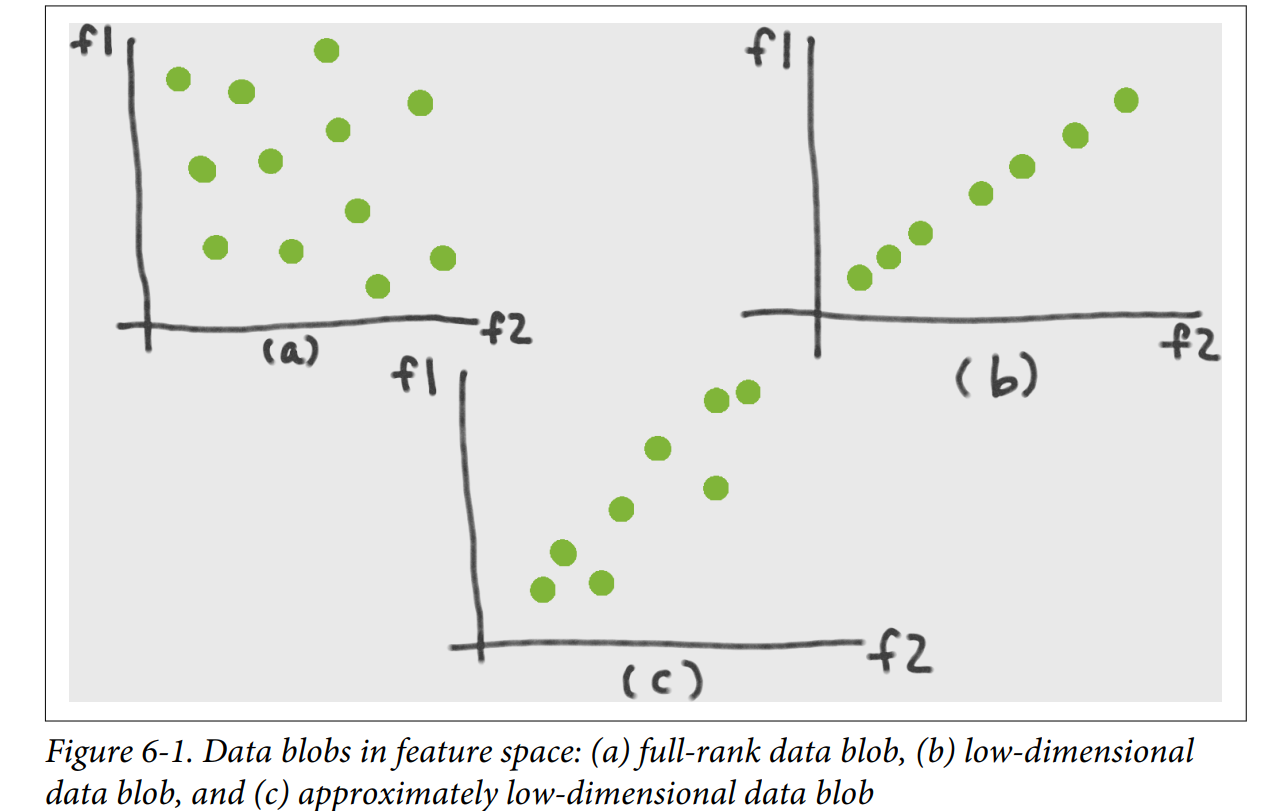 f1
f2
(a)
f1
f2
(b)
f1
f2
(c)
Figure 6-1. Data blobs in feature space: (a) full-rank data blob, (b) low-dimensional
data blob, and (c) approximately low-dimensional data blob